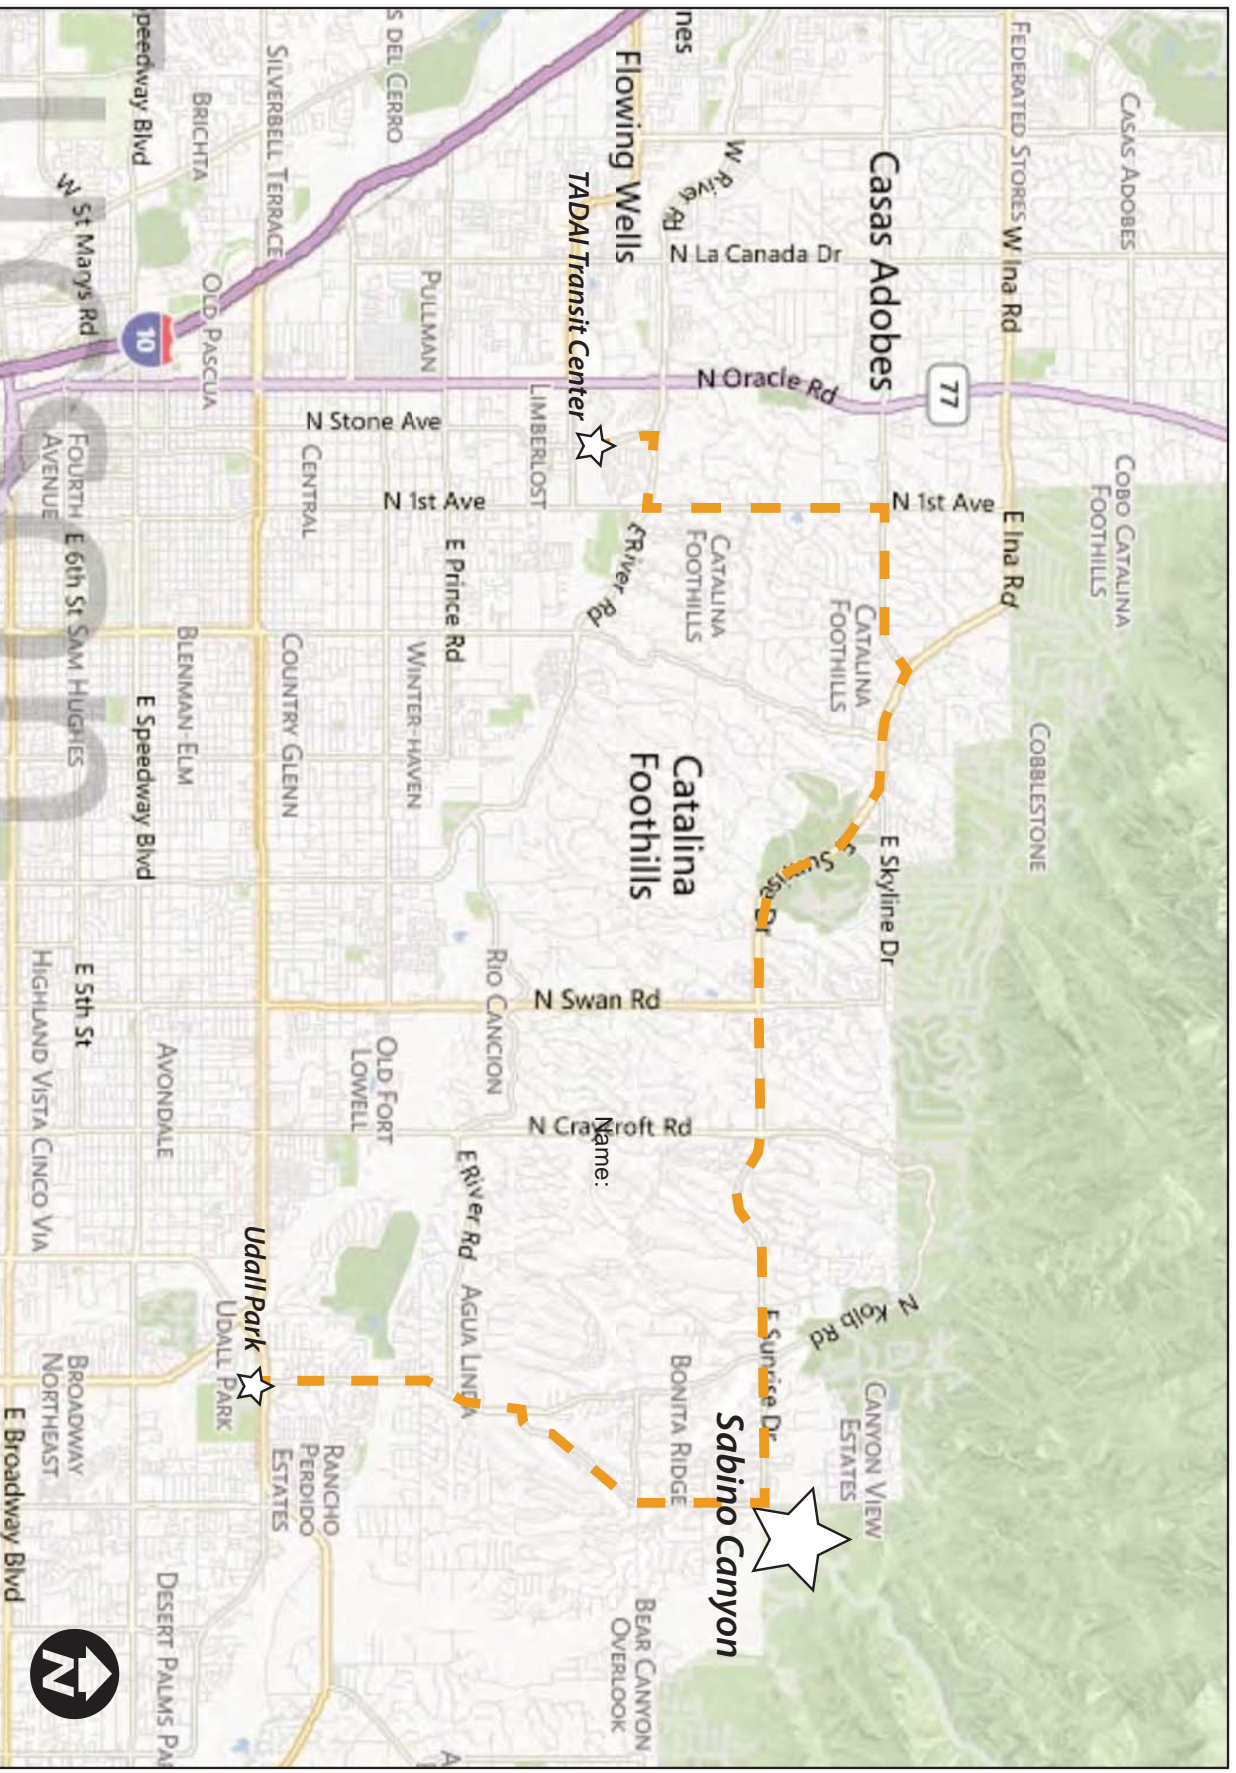 CASAS ADOBES
FEDERATED STORES
W Ina Rd
nes
Casas Adobes
W River Rd
N La Canada Dr
Flowing Wells
TADAI Transit Center
S DEL CERRO
SILVERBELL TERRACE
BRICHTA
peedway Blvd
W St Marys Rd
OLD PASCUA
PULLMAN
10
77
N Oracle Rd
N Stone Ave
LIMBERLOST
CENTRAL
N 1st Ave
N 1st Ave
COBO CATALINA
FOOTHILLS
E Ina Rd
CATALINA
FOOTHILLS
CATALINA
FOOTHILLS
E River Rd
E Prince Rd
FOURTH
AVENUE
E 6th St
SAM HUGHES
BLENMAN-ELM
COUNTRY GLENN
WINTER-HAVEN
E Speedway Blvd
Catalina
Foothills
COBBLESTONE
E Skyline Dr
E Sunrise Dr
N Swan Rd
RIO CANCION
E 5th St
HIGHLAND VISTA CINCO VIA
AVONDALE
OLD FORT
LOWELL
N Craycroft Rd
Name:
E River Rd
AGUA LINDA
Udall Park
UDALL PARK
N Kolb Rd
E Sunrise Dr
BONITA RIDGE
CANYON VIEW
ESTATES
Sabino Canyon
BROADWAY
NORTHEAST
E Broadway Blvd
RANCHO
PERDIDO
ESTATES
DESERT PALMS PA
BEAR CANYON
OVERLOOK
A
N